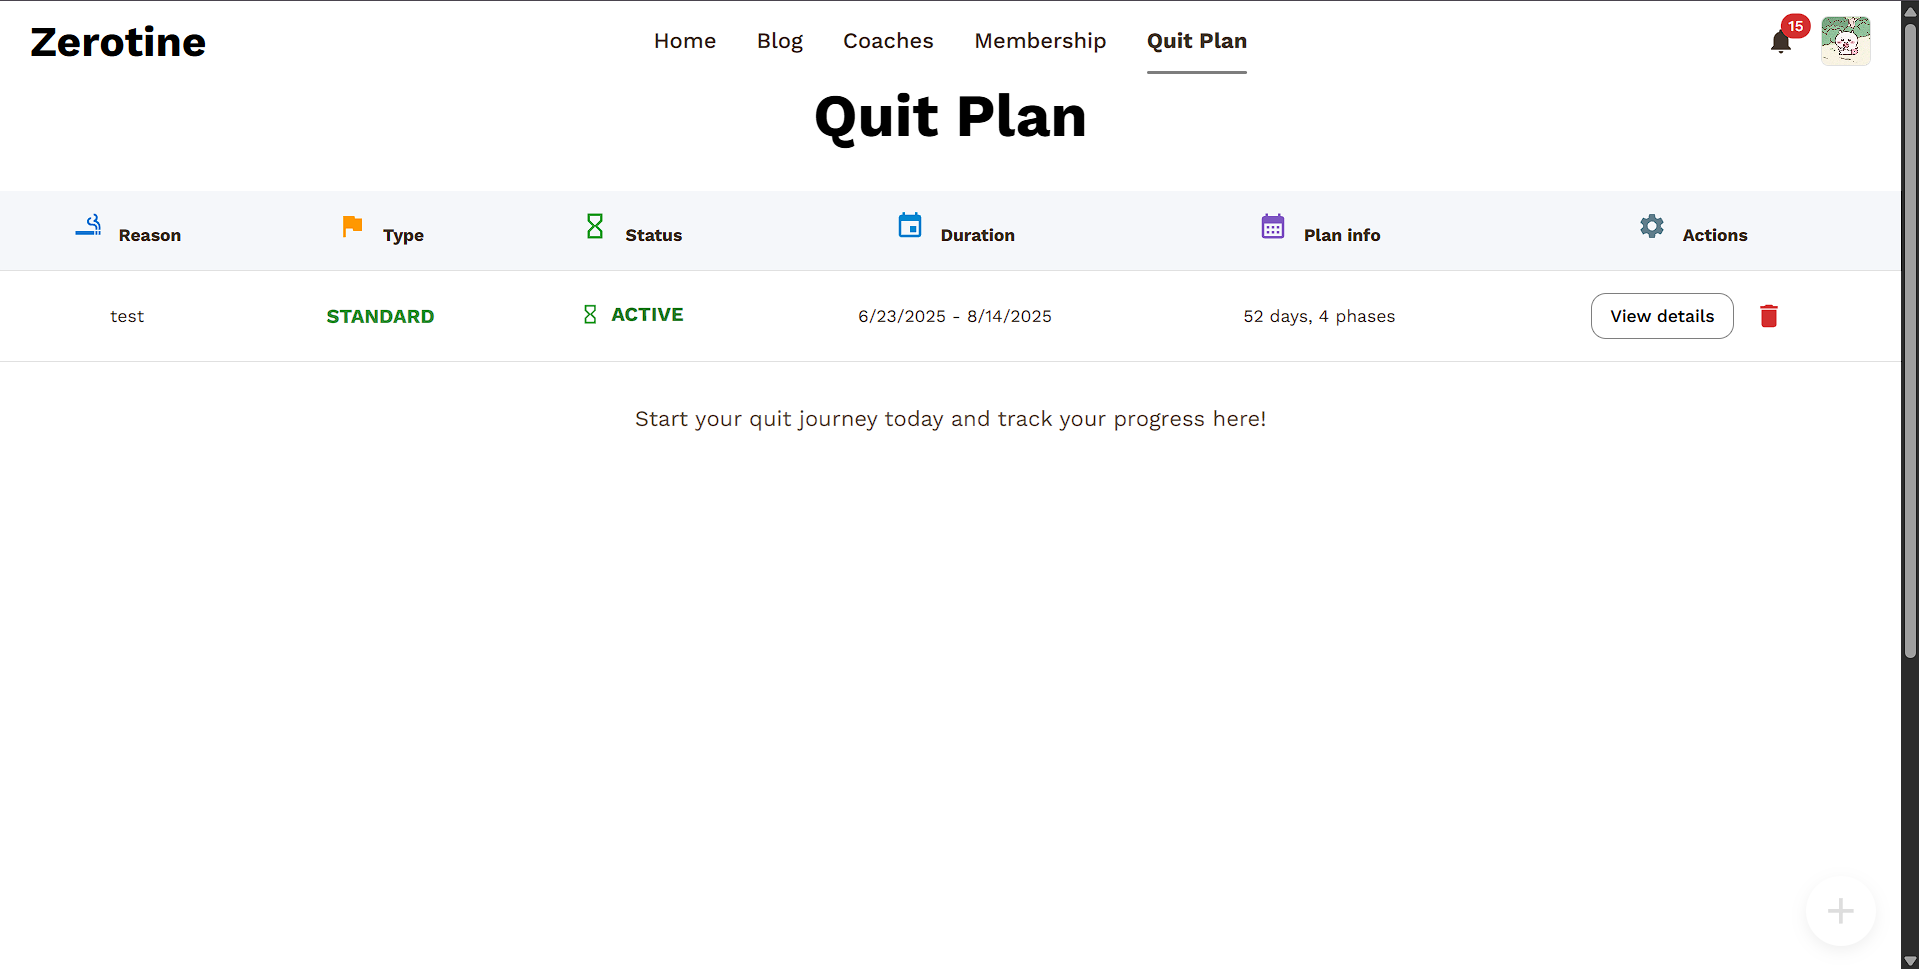 Zerotine
Home Blog Coaches Membership Quit Plan
15
Quit Plan
Reason Type Status Duration Plan info Actions
test STANDARD ACTIVE 6/23/2025 - 8/14/2025 52 days, 4 phases View details
Start your quit journey today and track your progress here!